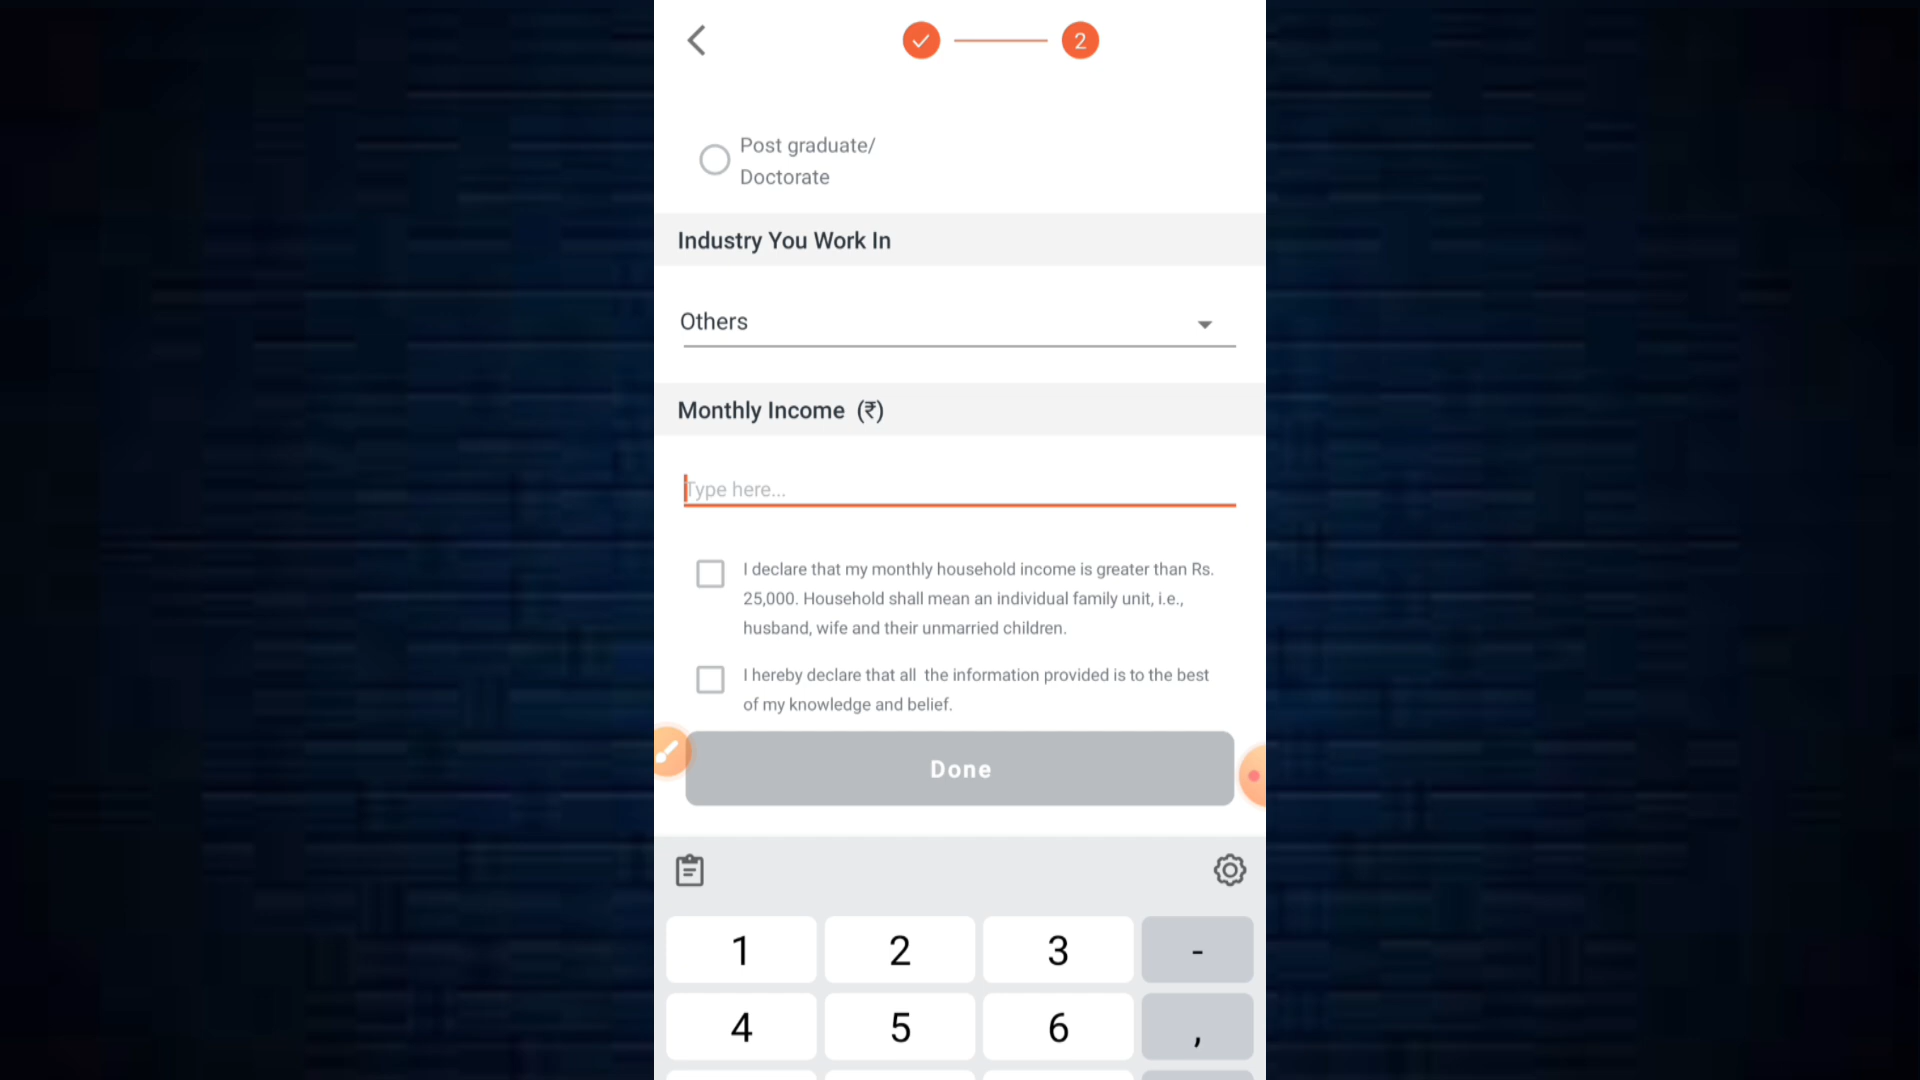 2
Post graduate/
Doctorate
Industry You Work In
Others
Monthly Income (₹)
Type here...
I declare that my monthly household income is greater than Rs.
25,000. Household shall mean an individual family unit, i.e.,
husband, wife and their unmarried children.
I hereby declare that all the information provided is to the best
of my knowledge and belief.
Done
1 2 3 -
4 5 6 ,